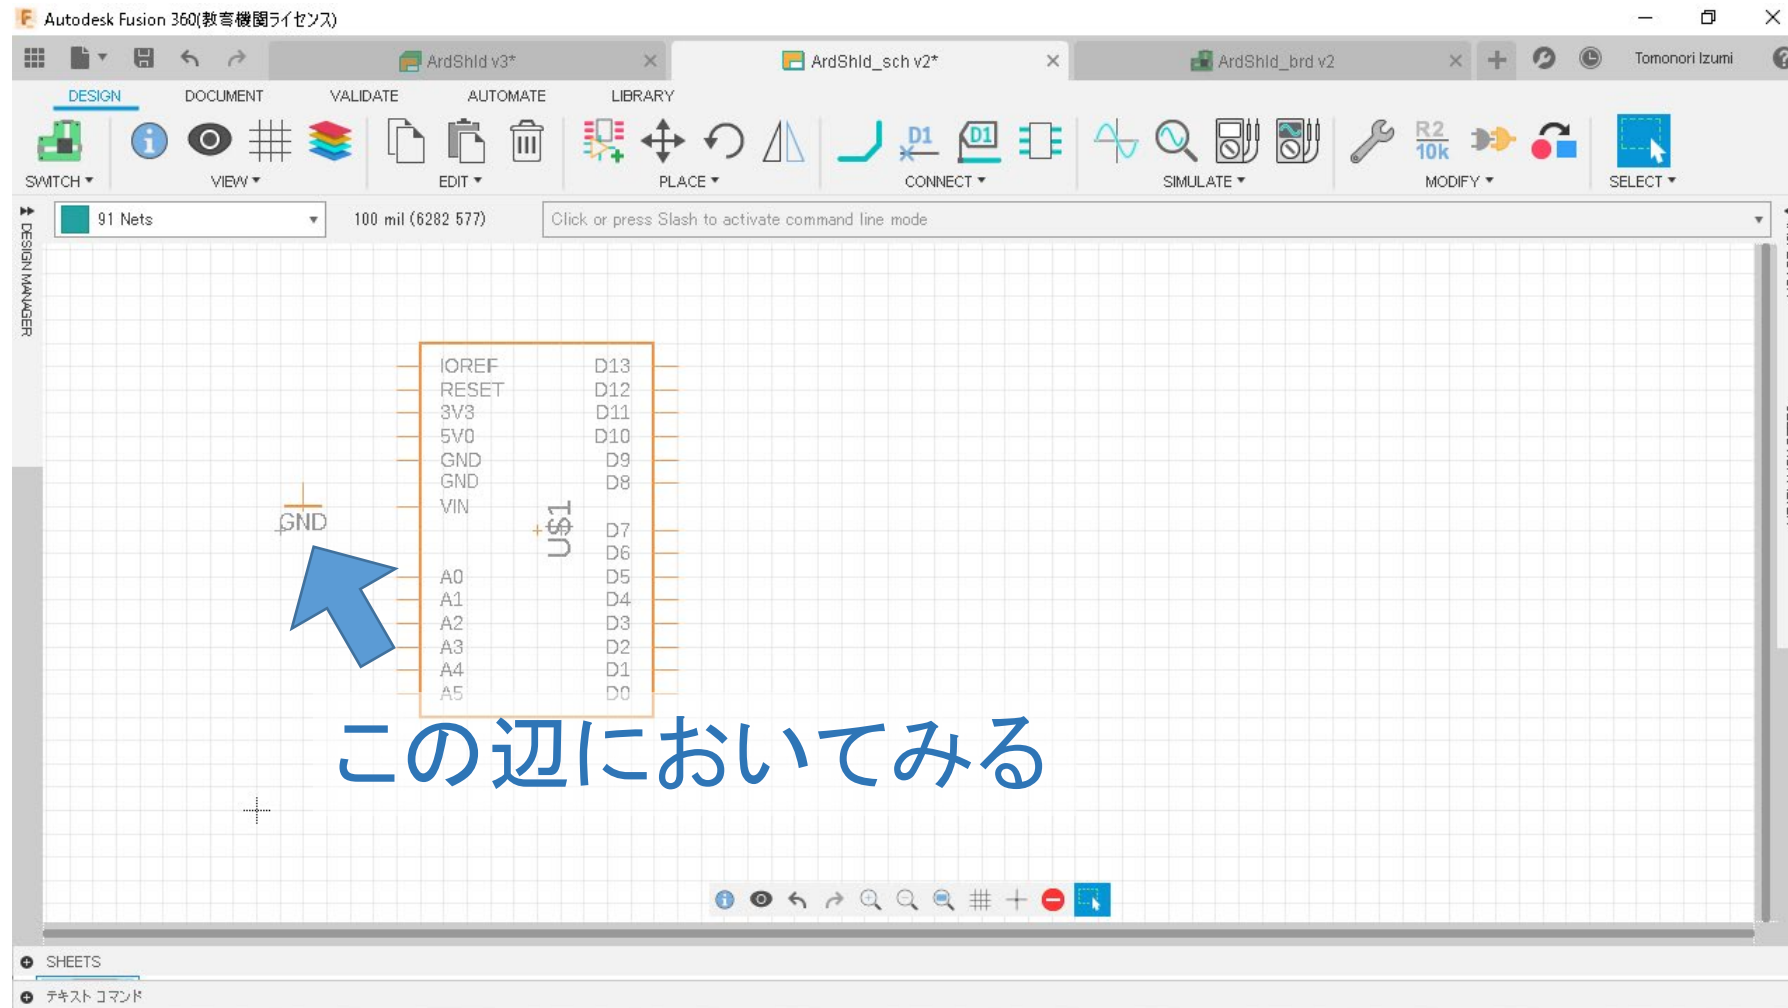 Autodesk Fusion 360(教育機関ライセンス)
ArdShld v3*
ArdShld_sch v2*
ArdShld_brd v2
Tomonori Izumi
DESIGN
DOCUMENT
VALIDATE
AUTOMATE
LIBRARY
D1
D1
R2
10k
SWITCH
VIEW
EDIT
PLACE
CONNECT
SIMULATE
MODIFY
SELECT
91 Nets
100 mil (6282 577)
Click or press Slash to activate command line mode
DESIGN MANAGER
IOREF D13
RESET D12
3V3 D11
5V0 D10
GND D9
GND D8
VIN
GND
U$1
D7
D6
A0 D5
A1 D4
A2 D3
A3 D2
A4 D1
A5 D0
この辺においてみる
SHEETS
テキスト コマンド